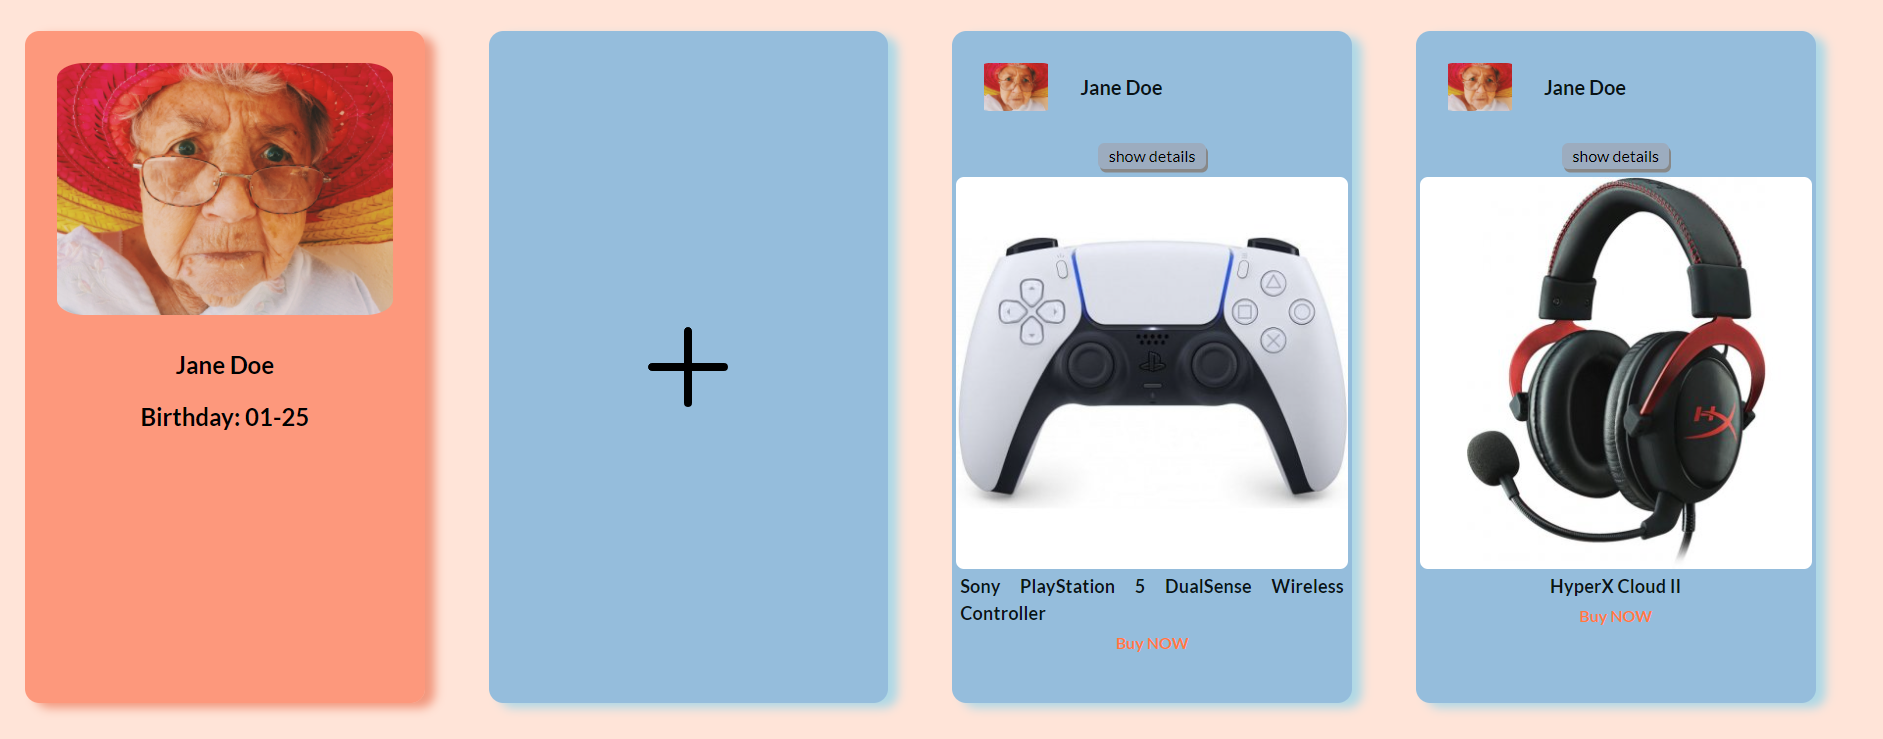 Jane Doe
Birthday: 01-25
Jane Doe
show details
Sony PlayStation 5 DualSense Wireless
Controller
Buy NOW
Jane Doe
show details
HX
HyperX Cloud II
Buy NOW